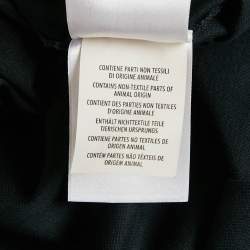 CONTIENE PARTI NON TESSILI
DI ORIGINE ANIMALE
CONTAINS NON-TEXTILE PARTS
OF ANIMAL ORIGIN
CONTIENT DES PARTIES NON TEXTILES
D'ORIGINE ANIMALE
ENTHÄLT NICHTTEXTILE TEILE
TIERISCHEN URSPRUNGS
CONTIENE PARTES NO TEXTILES DE
ORIGEN ANIMAL
CONTÉM PARTES NÃO TÊXTEIS DE
ORIGEM ANIMAL